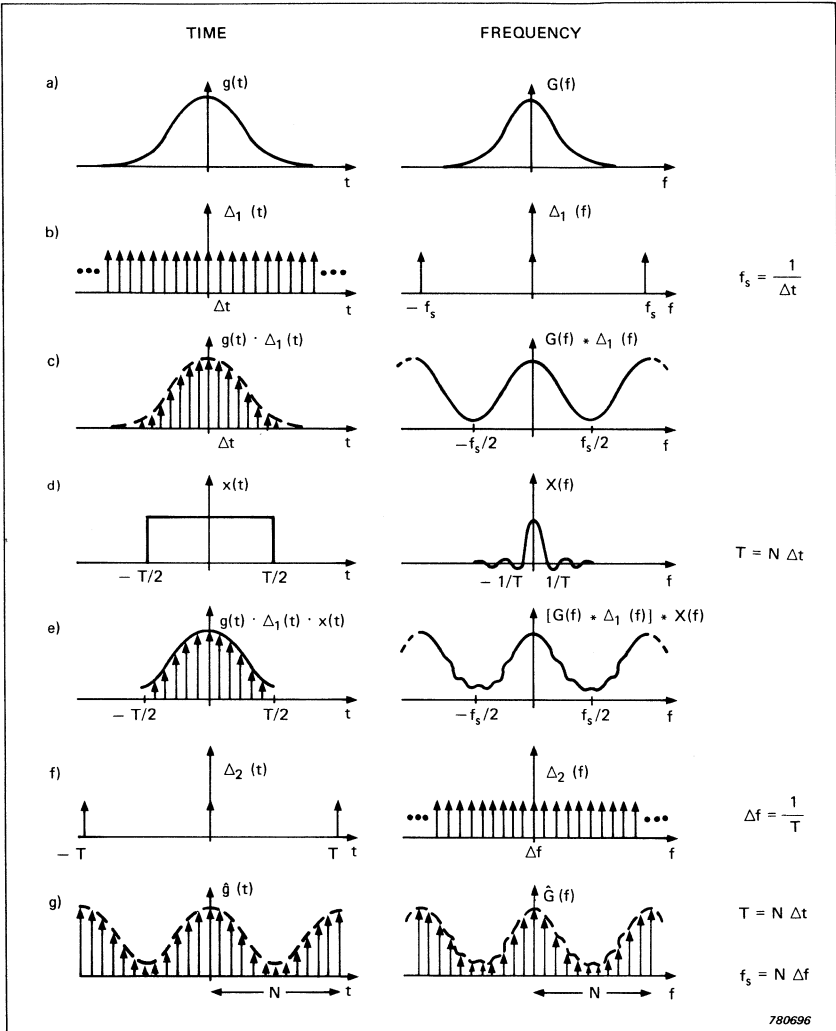 TIME FREQUENCY
a) g(t) G(f)
t f
b) Δ₁ (t) Δ₁ (f)
••• ••• fₛ = 1/Δt
Δt t − fₛ fₛ f
c) g(t) · Δ₁(t) G(f) * Δ₁ (f)
Δt t −fₛ/2 fₛ/2 f
d) x(t) X(f)
T = N Δt
− T/2 T/2 t − 1/T 1/T f
e) g(t) · Δ₁(t) · x(t) [G(f) * Δ₁ (f)] * X(f)
− T/2 T/2 t −fₛ/2 fₛ/2 f
f) Δ₂ (t) Δ₂ (f)
••• ••• Δf = 1/T
− T T t Δf f
g) ĝ (t) Ĝ(f) T = N Δt
N t N f fₛ = N Δf
780696